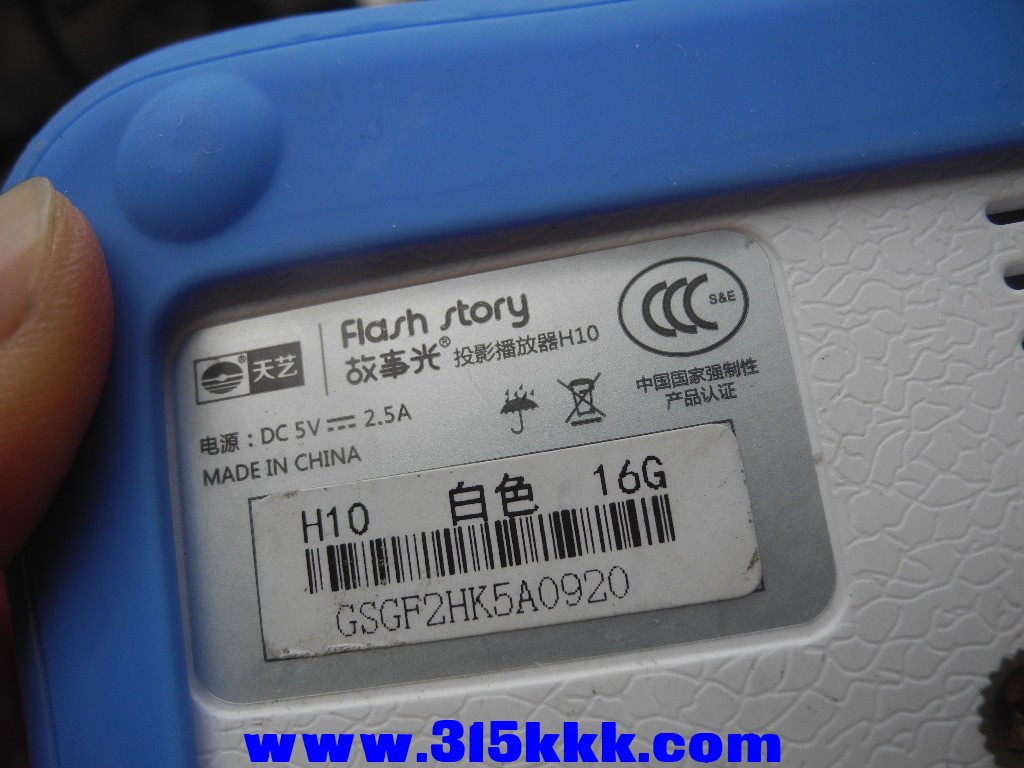 天艺®
Flash story
故事光®投影播放器H10
S&E
中国国家强制性
产品认证
电源：DC 5V⎓2.5A
MADE IN CHINA
H10 白色 16G
GSGF2HK5A0920
www.315kkk.com